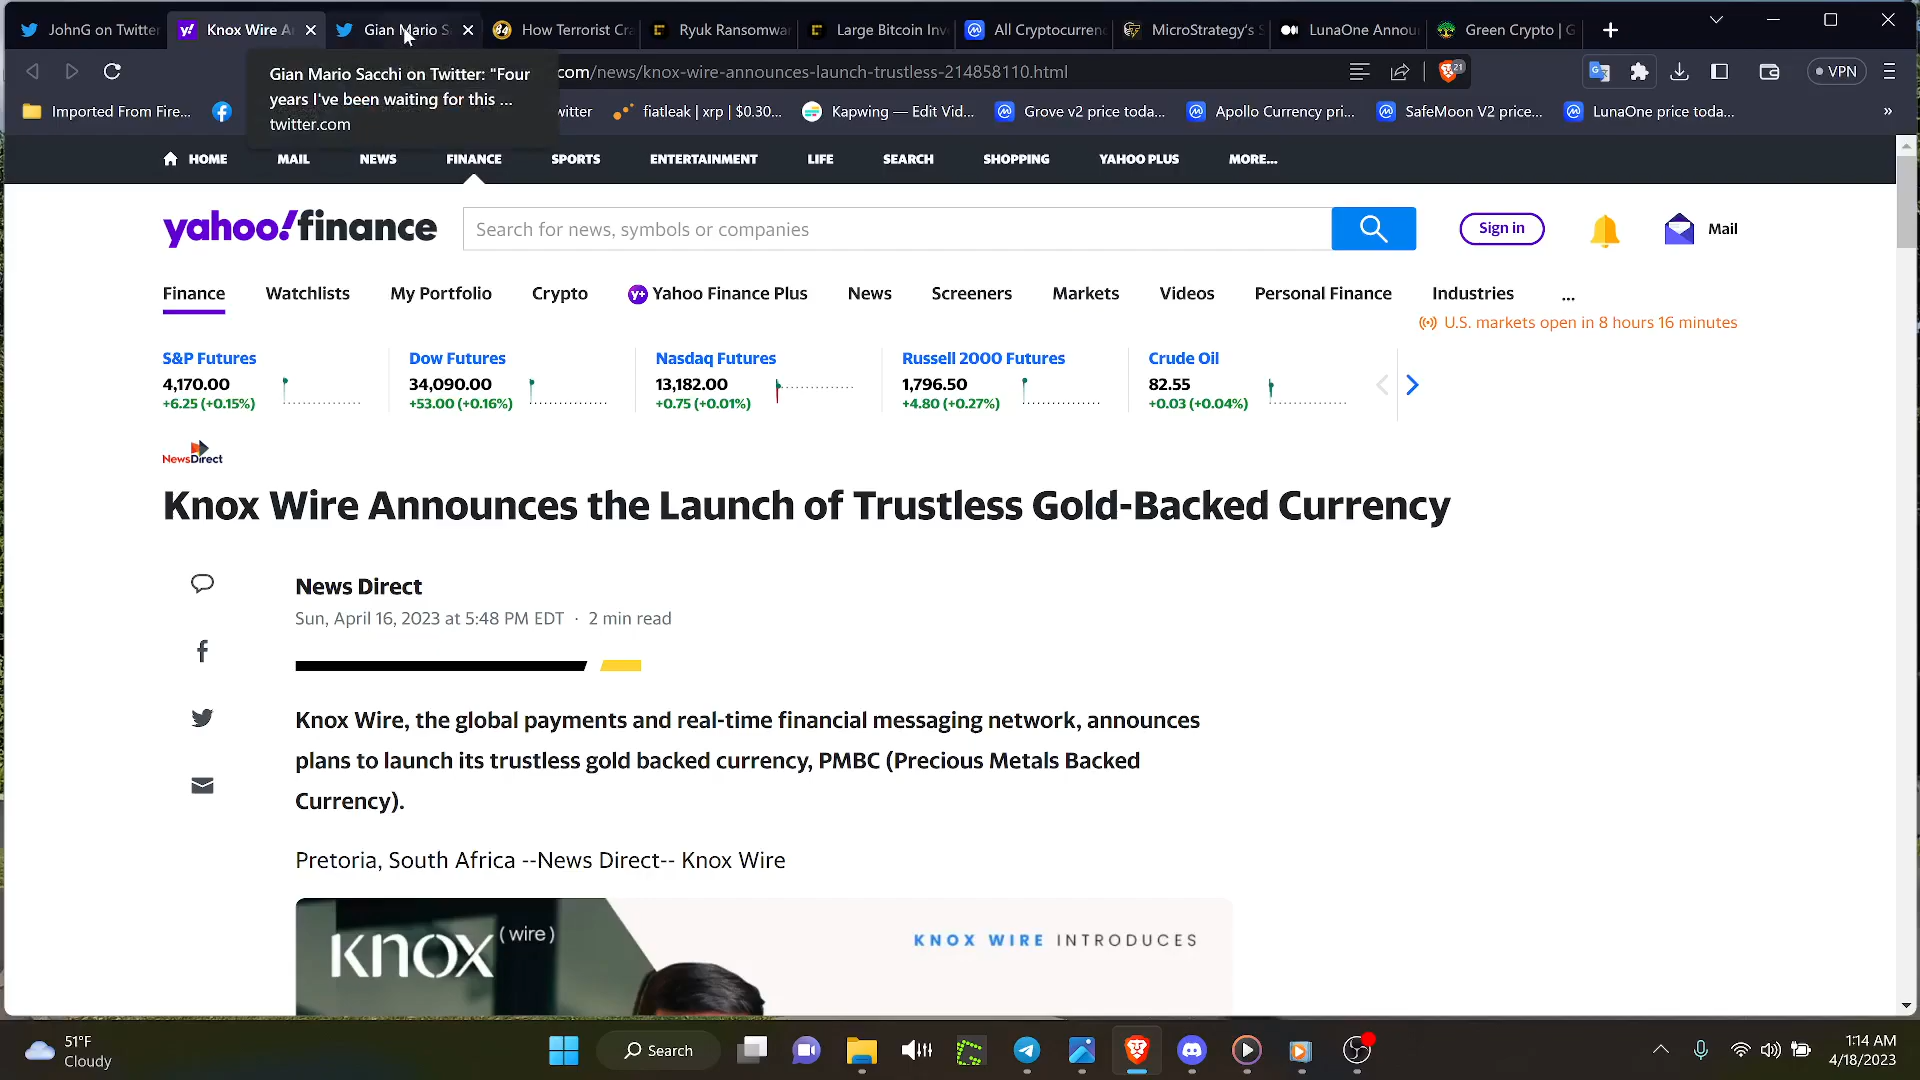 JohnG on Twitter
Knox Wire A
Gian Mario S
How Terrorist Cr
Ryuk Ransomwa
Large Bitcoin Inv
All Cryptocurren
MicroStrategy's S
LunaOne Annou
Green Crypto | G
com/news/knox-wire-announces-launch-trustless-214858110.html
21
VPN
Gian Mario Sacchi on Twitter: "Four
years I've been waiting for this ...
twitter.com
Imported From Fire...
witter
fiatleak | xrp | $0.30...
Kapwing — Edit Vid...
Grove v2 price toda...
Apollo Currency pri...
SafeMoon V2 price...
LunaOne price toda...
»
HOME
MAIL
NEWS
FINANCE
SPORTS
ENTERTAINMENT
LIFE
SEARCH
SHOPPING
YAHOO PLUS
MORE...
yahoo!finance
Search for news, symbols or companies
Sign in
Mail
Finance
Watchlists
My Portfolio
Crypto
Y+ Yahoo Finance Plus
News
Screeners
Markets
Videos
Personal Finance
Industries
...
U.S. markets open in 8 hours 16 minutes
S&P Futures
4,170.00
+6.25 (+0.15%)
Dow Futures
34,090.00
+53.00 (+0.16%)
Nasdaq Futures
13,182.00
+0.75 (+0.01%)
Russell 2000 Futures
1,796.50
+4.80 (+0.27%)
Crude Oil
82.55
+0.03 (+0.04%)
NewsDirect
Knox Wire Announces the Launch of Trustless Gold-Backed Currency
News Direct
Sun, April 16, 2023 at 5:48 PM EDT · 2 min read
Knox Wire, the global payments and real-time financial messaging network, announces
plans to launch its trustless gold backed currency, PMBC (Precious Metals Backed
Currency).
Pretoria, South Africa --News Direct-- Knox Wire
knox (wire)
KNOX WIRE INTRODUCES
51°F
Cloudy
Search
1:14 AM
4/18/2023